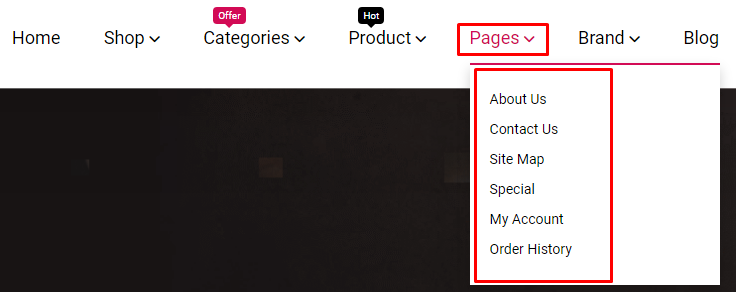 Offer
Hot
Home Shop Categories Product Pages Brand Blog
About Us
Contact Us
Site Map
Special
My Account
Order History